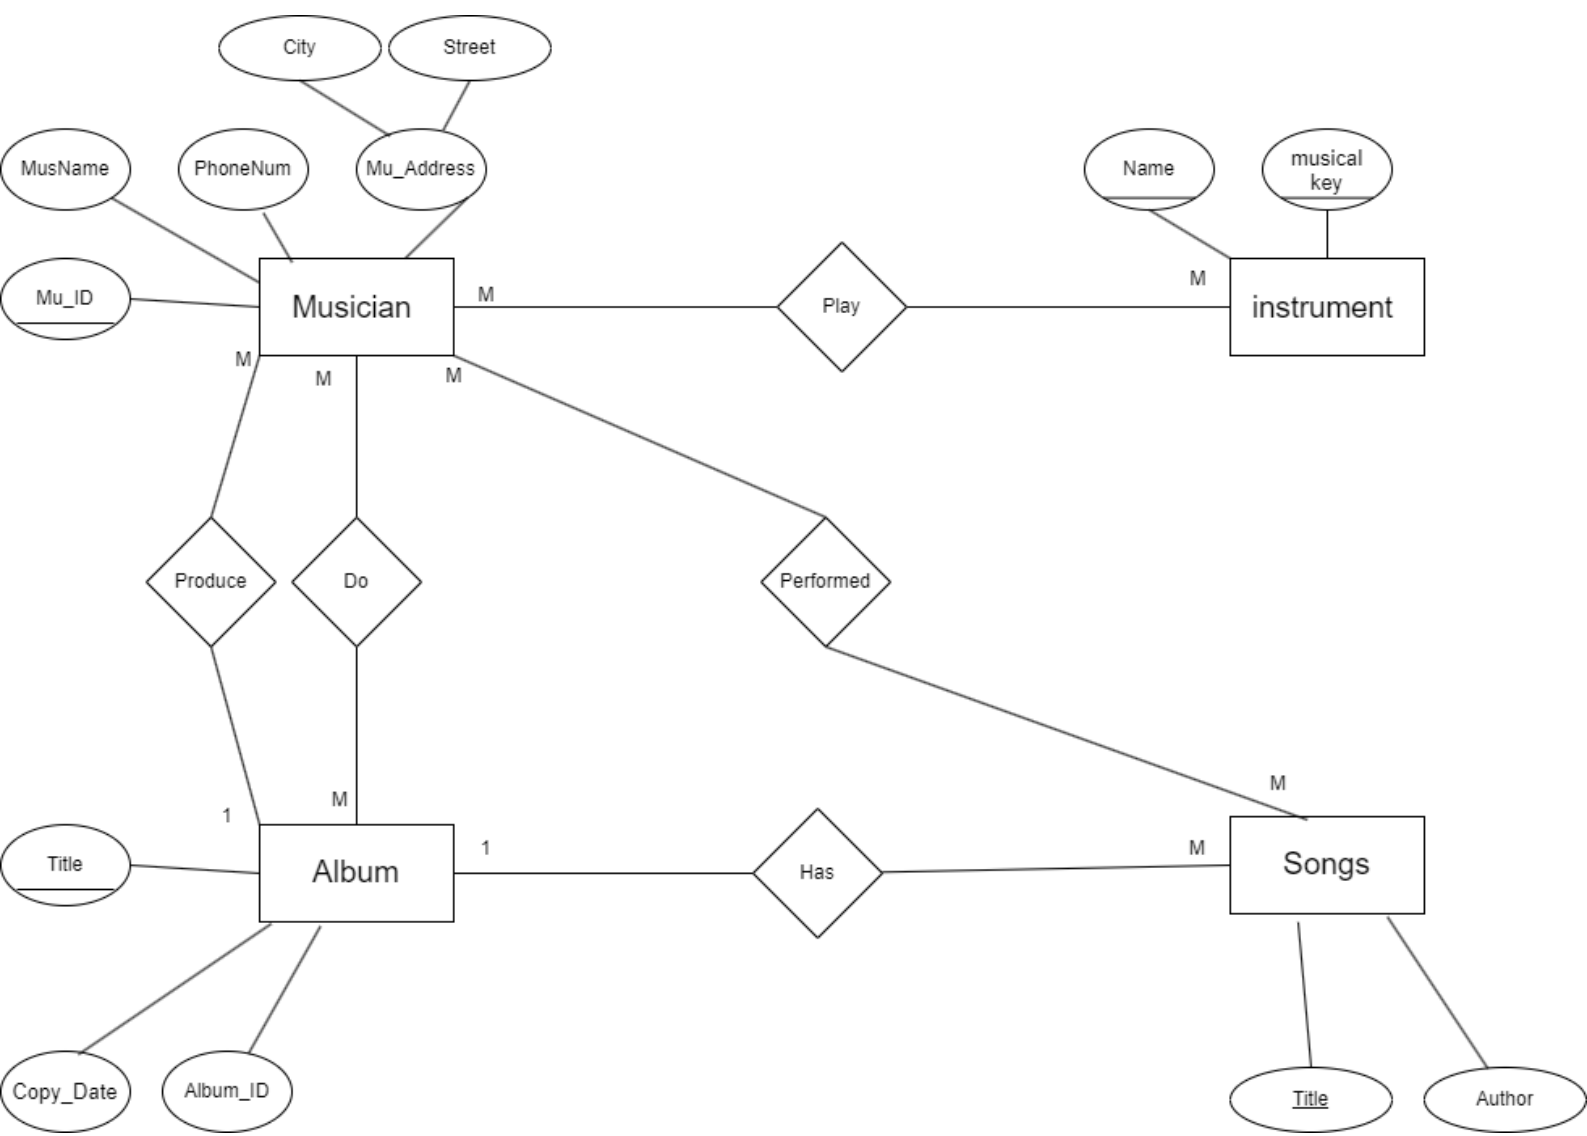 City
Street
MusName
PhoneNum
Mu_Address
Name
musical
key
Mu_ID
Musician
M
Play
M
instrument
M
M
M
Produce
Do
Performed
M
1
M
Title
Album
1
Has
M
Songs
Copy_Date
Album_ID
Title
Author